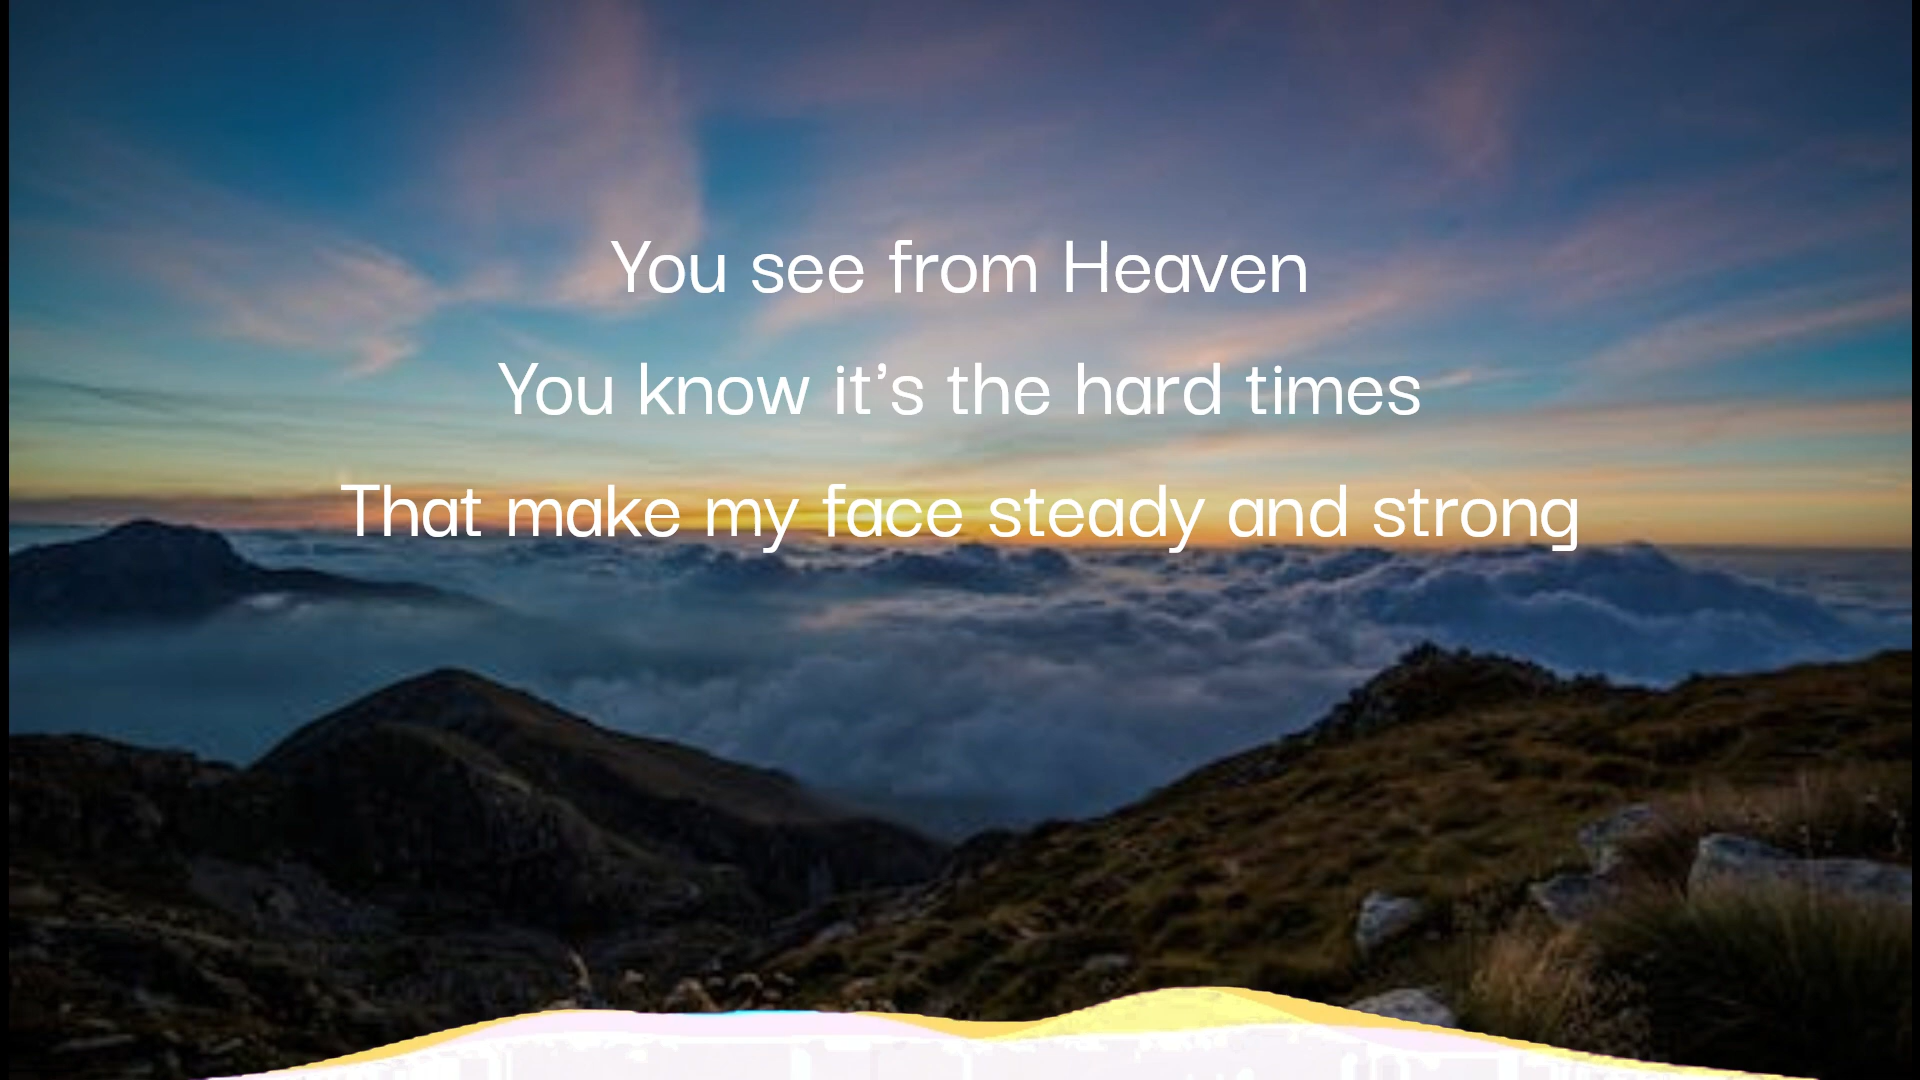 You see from Heaven
You know it's the hard times
That make my face steady and strong